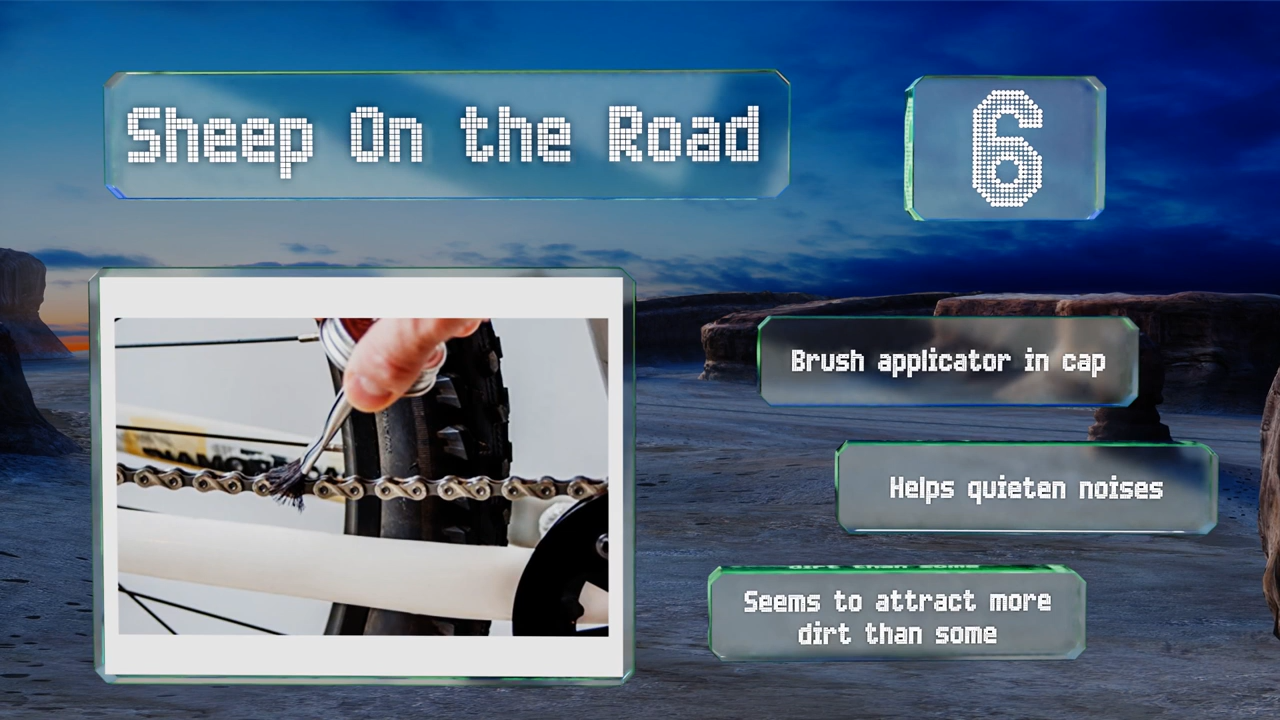 Sheep On the Road
6
Brush applicator in cap
Helps quieten noises
Seems to attract more
dirt than some